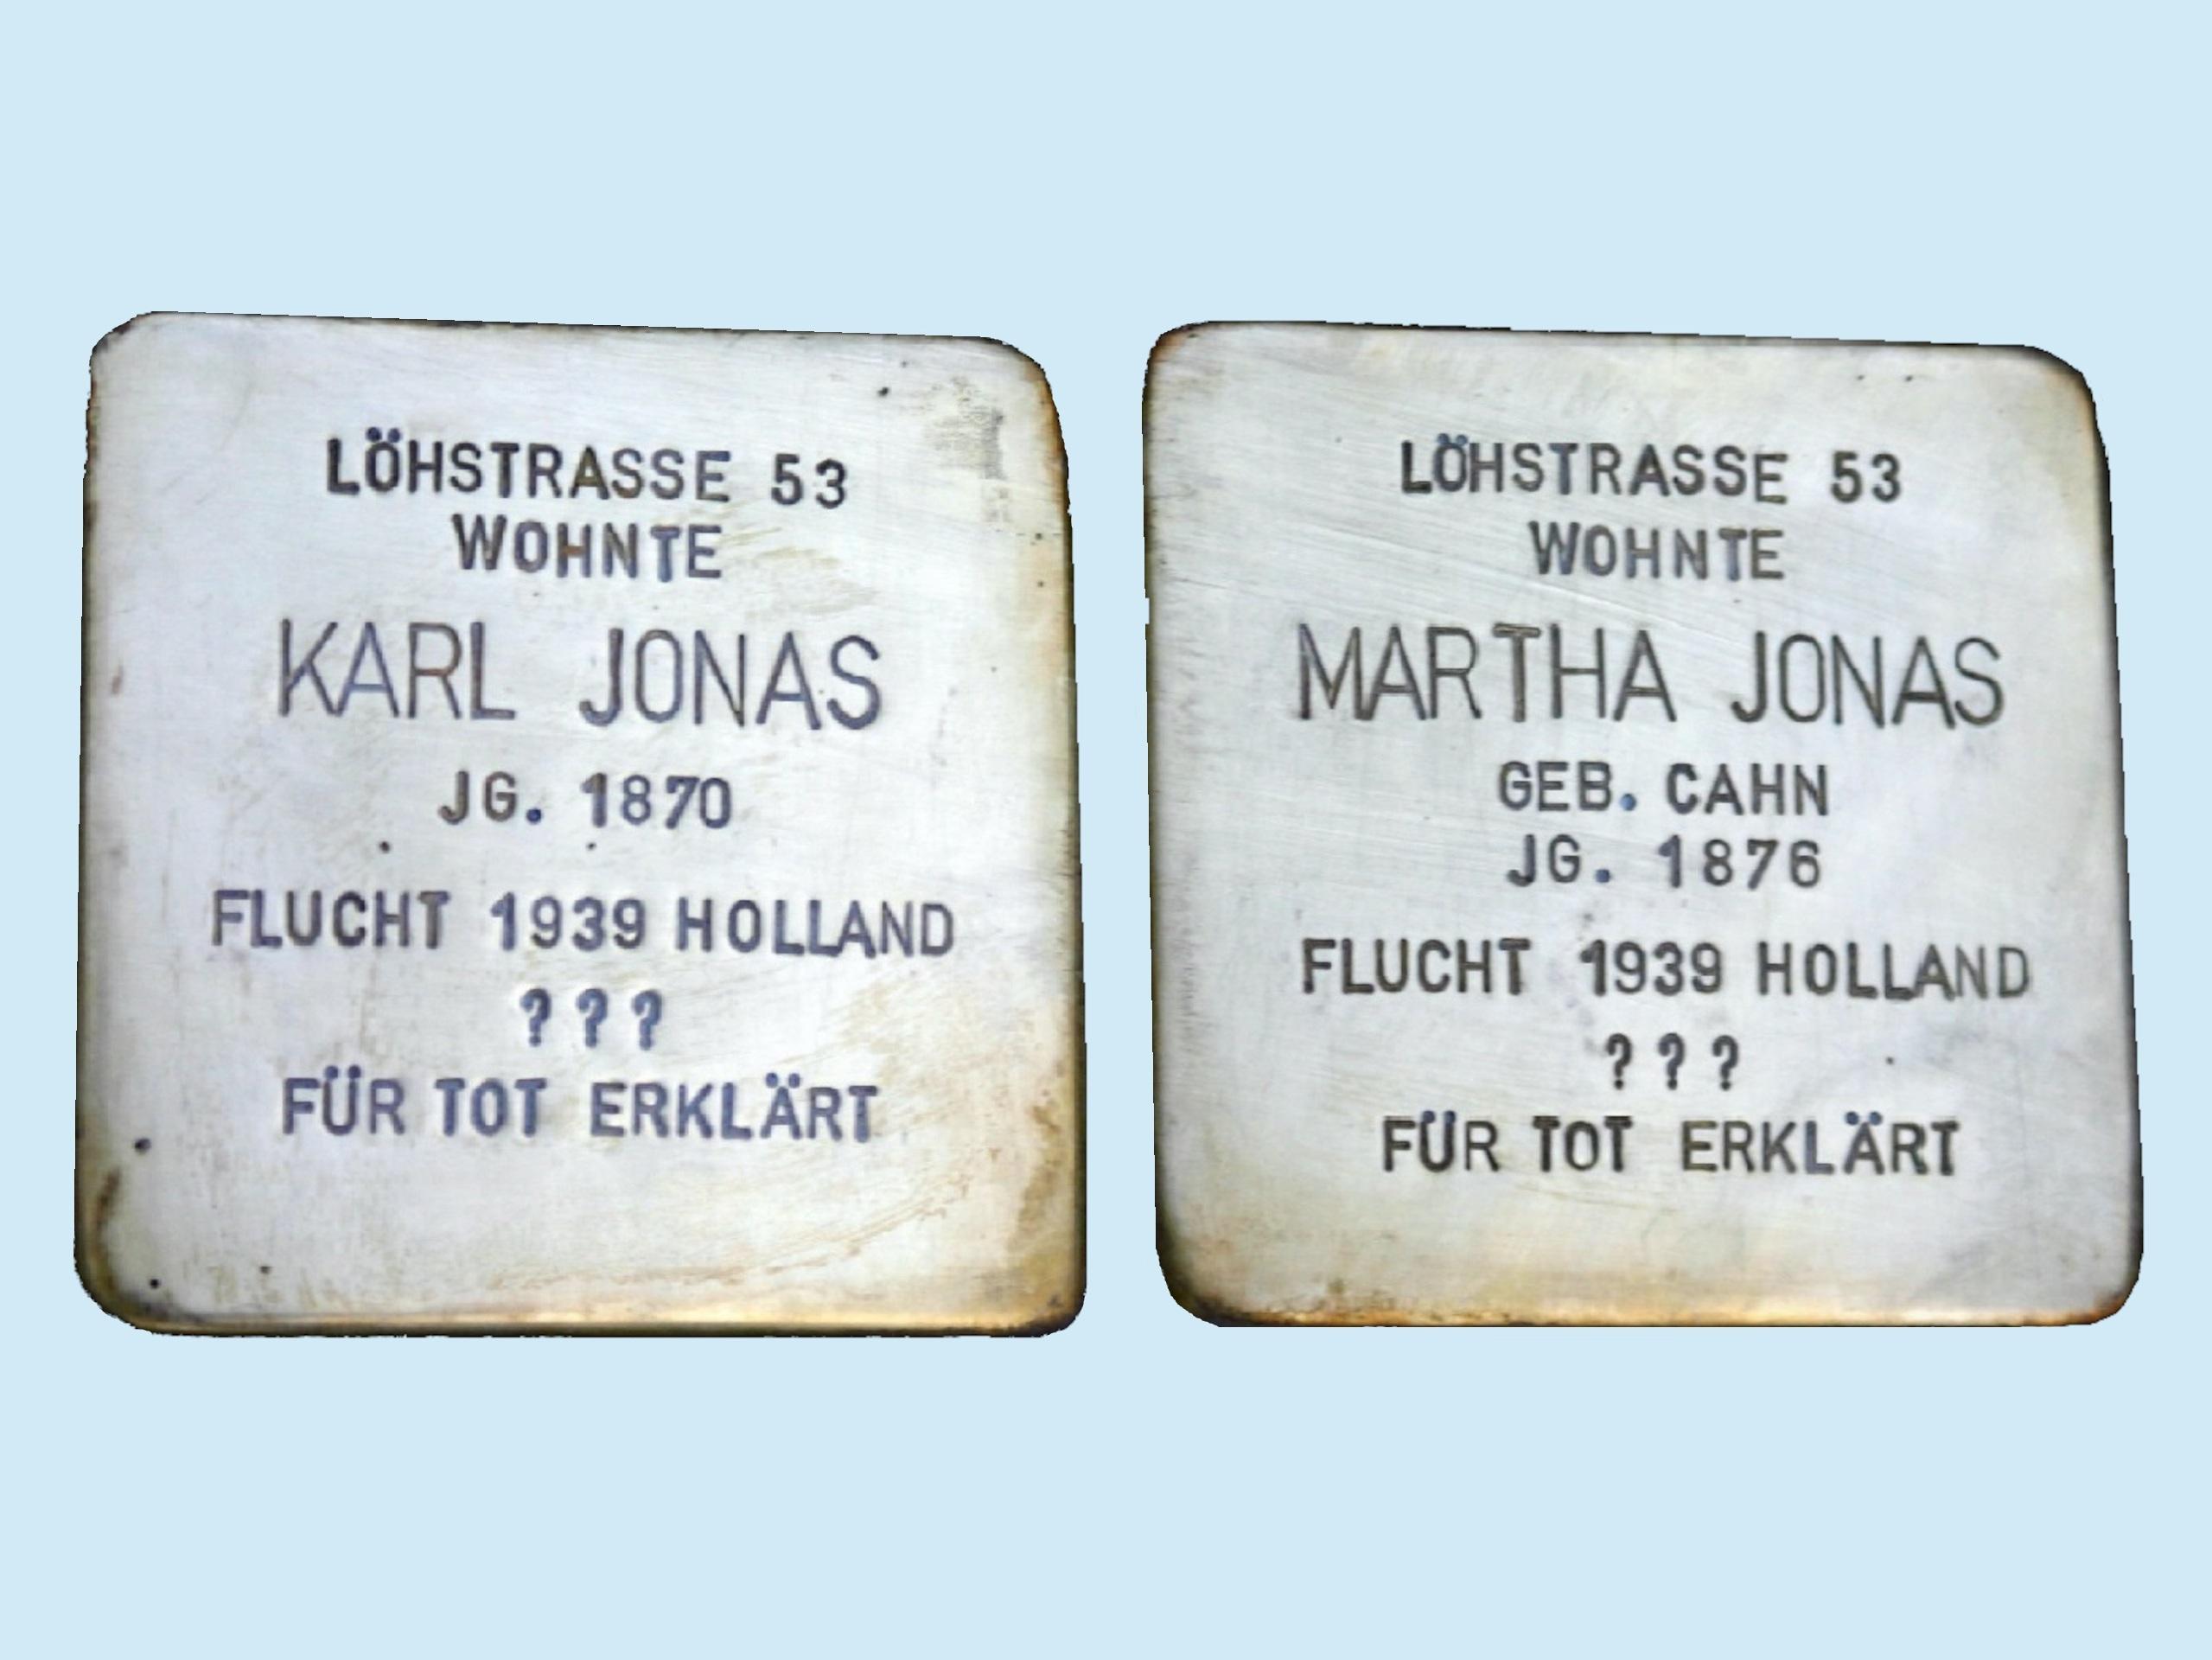 LÖHSTRASSE 53
WOHNTE
KARL JONAS
JG. 1870
FLUCHT 1939 HOLLAND
? ? ?
FÜR TOT ERKLÄRT
LÖHSTRASSE 53
WOHNTE
MARTHA JONAS
GEB. CAHN
JG. 1876
FLUCHT 1939 HOLLAND
? ? ?
FÜR TOT ERKLÄRT